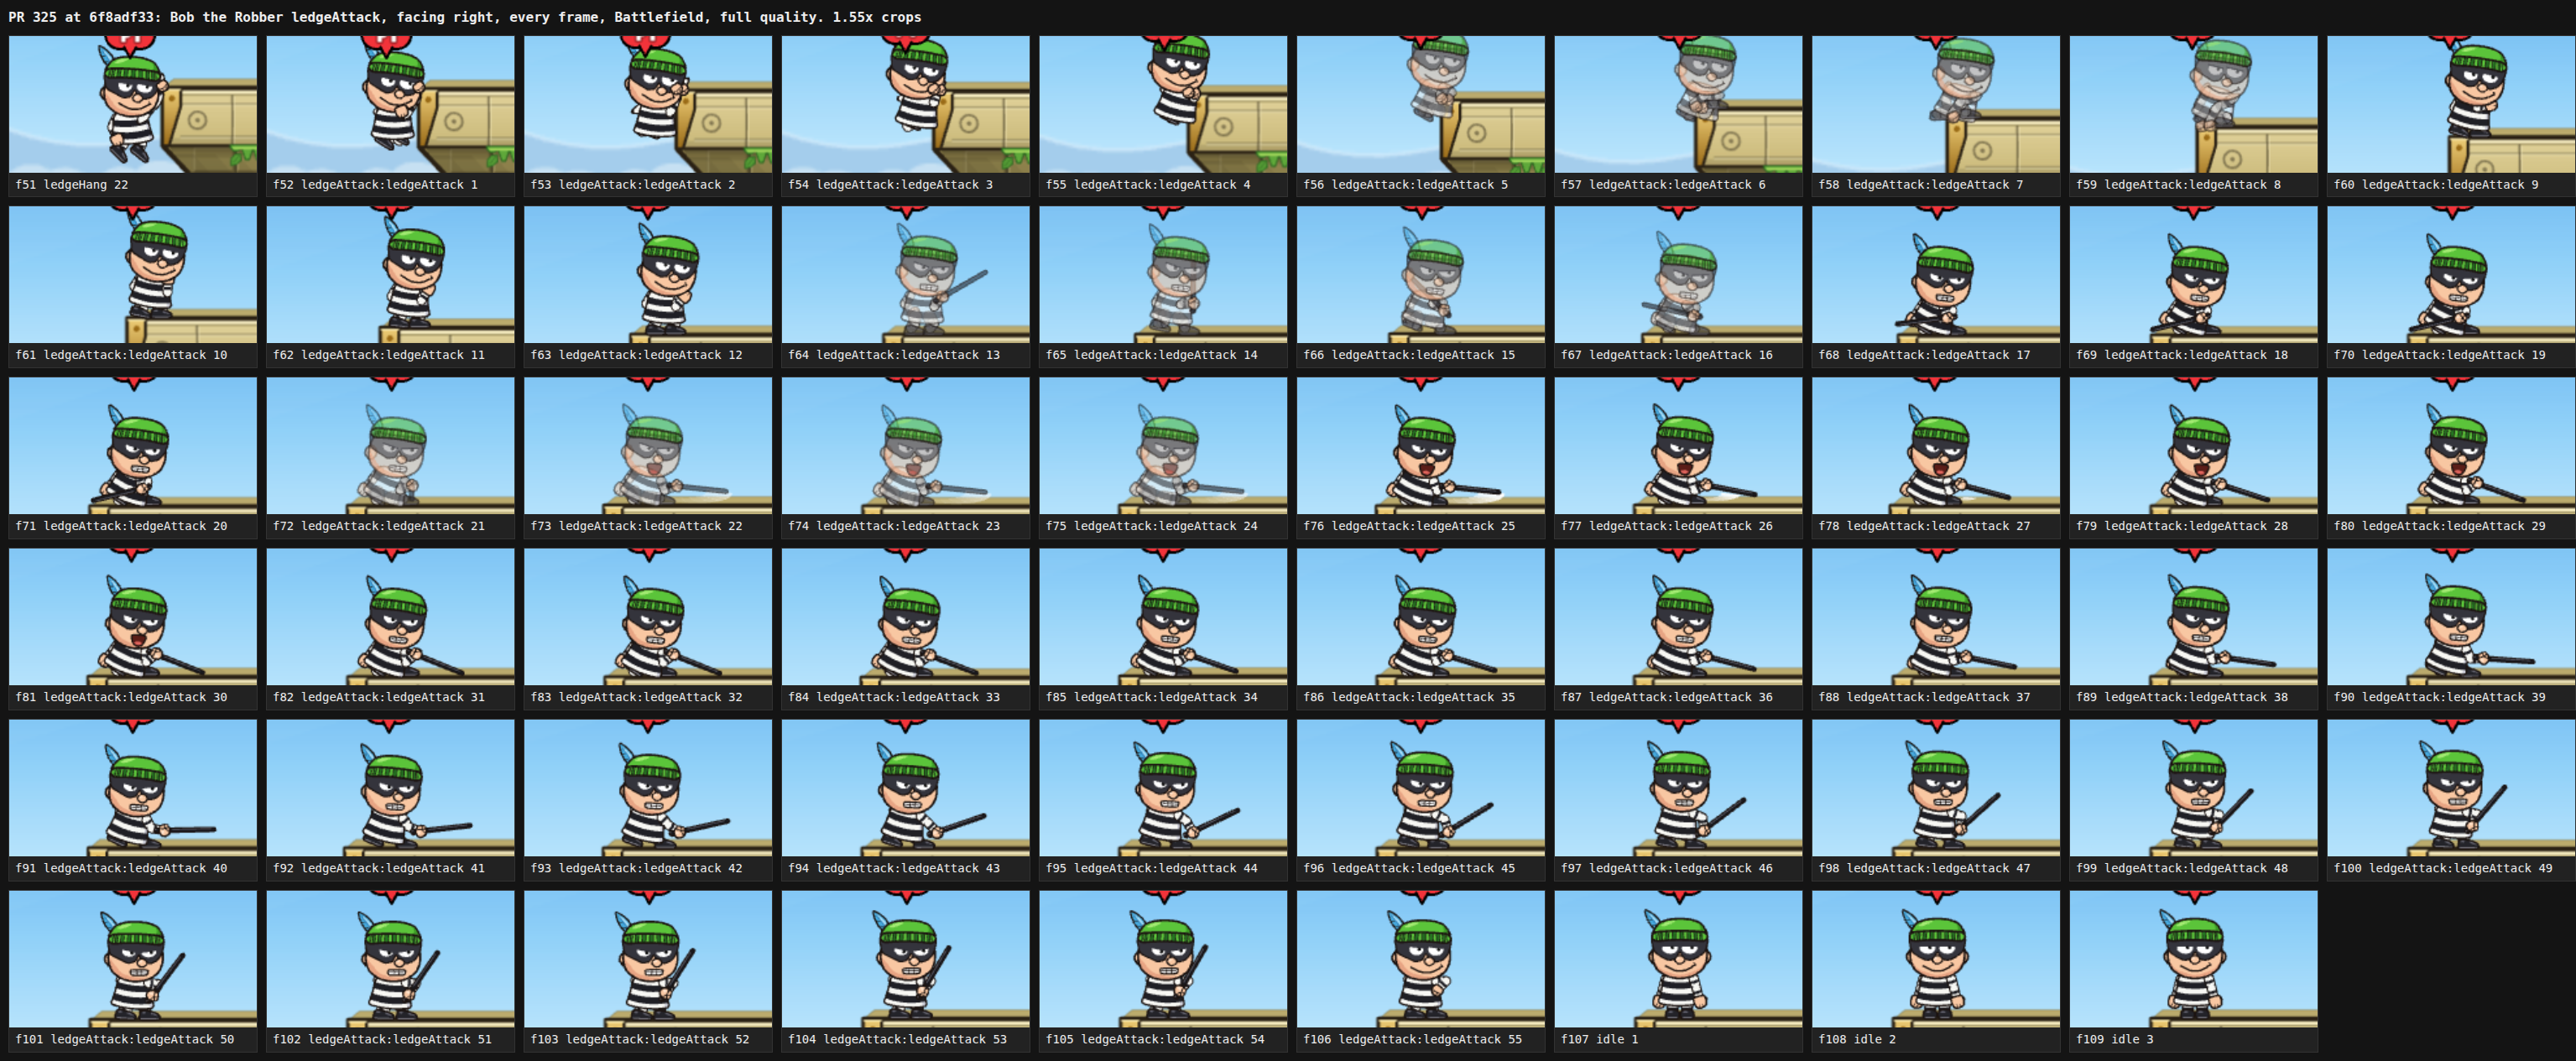 PR 325 at 6f8adf33: Bob the Robber ledgeAttack, facing right, every frame, Battlefield, full quality. 1.55x crops
f51 ledgeHang 22
f52 ledgeAttack:ledgeAttack 1
f53 ledgeAttack:ledgeAttack 2
f54 ledgeAttack:ledgeAttack 3
f55 ledgeAttack:ledgeAttack 4
f56 ledgeAttack:ledgeAttack 5
f57 ledgeAttack:ledgeAttack 6
f58 ledgeAttack:ledgeAttack 7
f59 ledgeAttack:ledgeAttack 8
f60 ledgeAttack:ledgeAttack 9
f61 ledgeAttack:ledgeAttack 10
f62 ledgeAttack:ledgeAttack 11
f63 ledgeAttack:ledgeAttack 12
f64 ledgeAttack:ledgeAttack 13
f65 ledgeAttack:ledgeAttack 14
f66 ledgeAttack:ledgeAttack 15
f67 ledgeAttack:ledgeAttack 16
f68 ledgeAttack:ledgeAttack 17
f69 ledgeAttack:ledgeAttack 18
f70 ledgeAttack:ledgeAttack 19
f71 ledgeAttack:ledgeAttack 20
f72 ledgeAttack:ledgeAttack 21
f73 ledgeAttack:ledgeAttack 22
f74 ledgeAttack:ledgeAttack 23
f75 ledgeAttack:ledgeAttack 24
f76 ledgeAttack:ledgeAttack 25
f77 ledgeAttack:ledgeAttack 26
f78 ledgeAttack:ledgeAttack 27
f79 ledgeAttack:ledgeAttack 28
f80 ledgeAttack:ledgeAttack 29
f81 ledgeAttack:ledgeAttack 30
f82 ledgeAttack:ledgeAttack 31
f83 ledgeAttack:ledgeAttack 32
f84 ledgeAttack:ledgeAttack 33
f85 ledgeAttack:ledgeAttack 34
f86 ledgeAttack:ledgeAttack 35
f87 ledgeAttack:ledgeAttack 36
f88 ledgeAttack:ledgeAttack 37
f89 ledgeAttack:ledgeAttack 38
f90 ledgeAttack:ledgeAttack 39
f91 ledgeAttack:ledgeAttack 40
f92 ledgeAttack:ledgeAttack 41
f93 ledgeAttack:ledgeAttack 42
f94 ledgeAttack:ledgeAttack 43
f95 ledgeAttack:ledgeAttack 44
f96 ledgeAttack:ledgeAttack 45
f97 ledgeAttack:ledgeAttack 46
f98 ledgeAttack:ledgeAttack 47
f99 ledgeAttack:ledgeAttack 48
f100 ledgeAttack:ledgeAttack 49
f101 ledgeAttack:ledgeAttack 50
f102 ledgeAttack:ledgeAttack 51
f103 ledgeAttack:ledgeAttack 52
f104 ledgeAttack:ledgeAttack 53
f105 ledgeAttack:ledgeAttack 54
f106 ledgeAttack:ledgeAttack 55
f107 idle 1
f108 idle 2
f109 idle 3